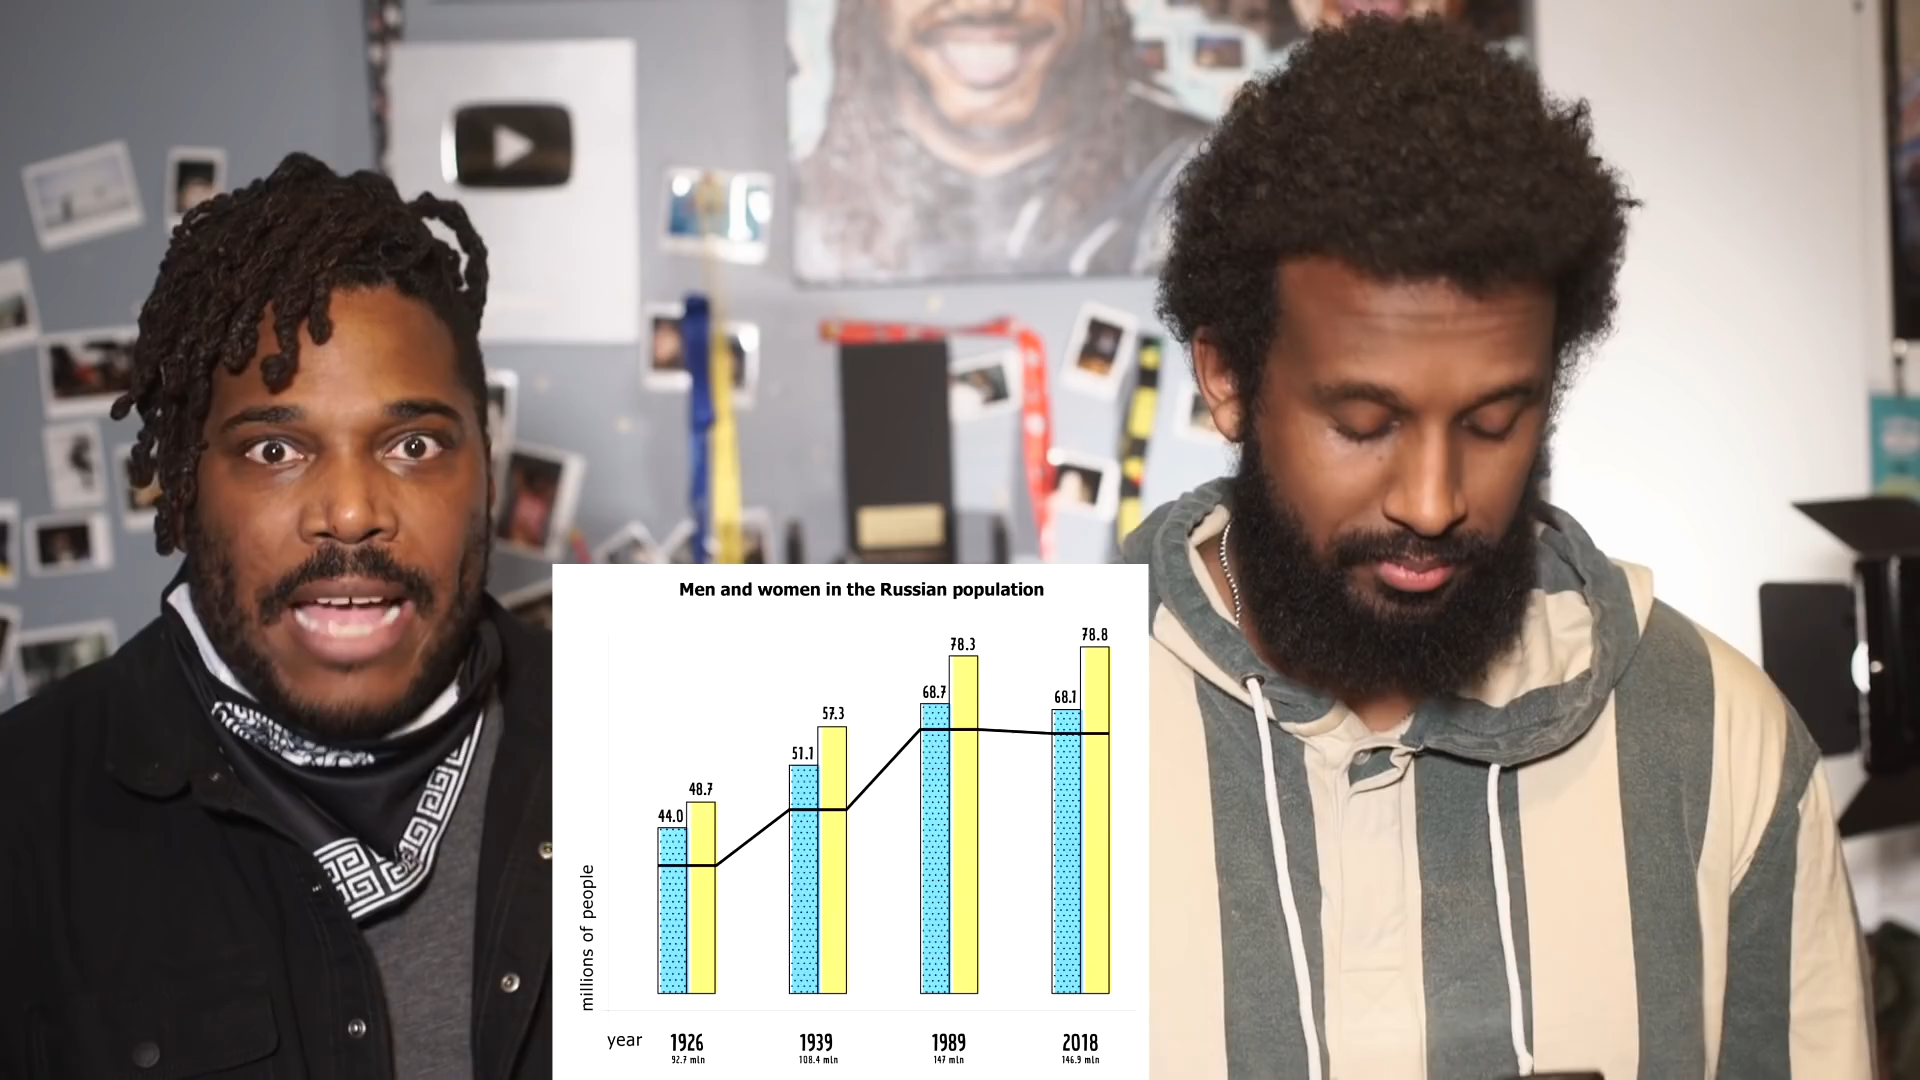 Men and women in the Russian population
78.8
78.3
68.7
68.1
57.3
51.1
48.7
44.0
millions of people
year 1926 1939 1989 2018
92.7 mln 108.4 mln 147 mln 146.9 mln